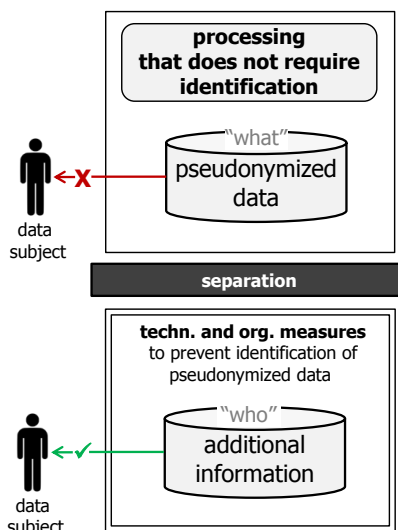 processing
that does not require
identification
"what"
pseudonymized
data
X
data
subject
separation
techn. and org. measures
to prevent identification of
pseudonymized data
"who"
additional
information
data
subject